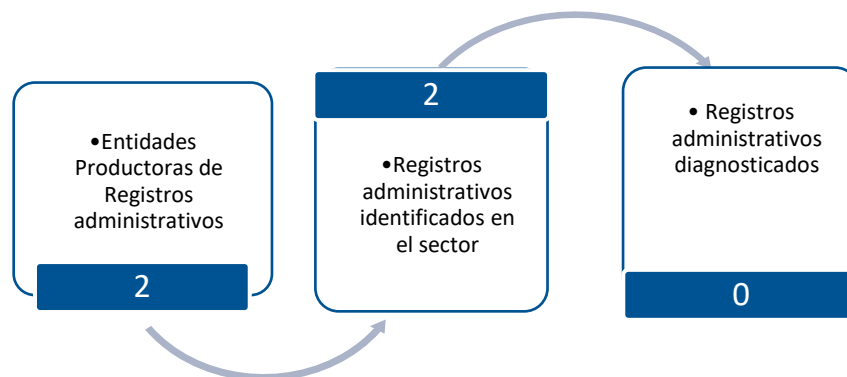 •Entidades
Productoras de
Registros
administrativos
2
2
•Registros
administrativos
identificados en
el sector
• Registros
administrativos
diagnosticados
0